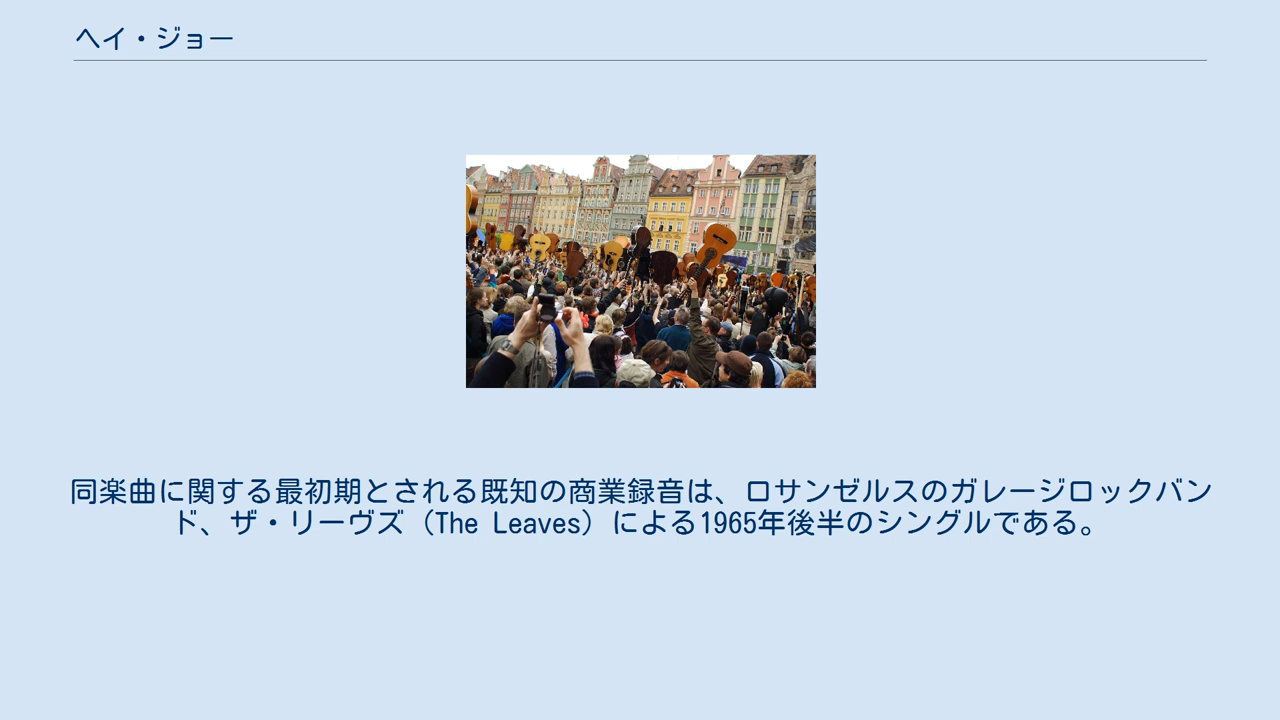 ヘイ・ジョー
同楽曲に関する最初期とされる既知の商業録音は、ロサンゼルスのガレージロックバン
ド、ザ・リーヴズ（The Leaves）による1965年後半のシングルである。